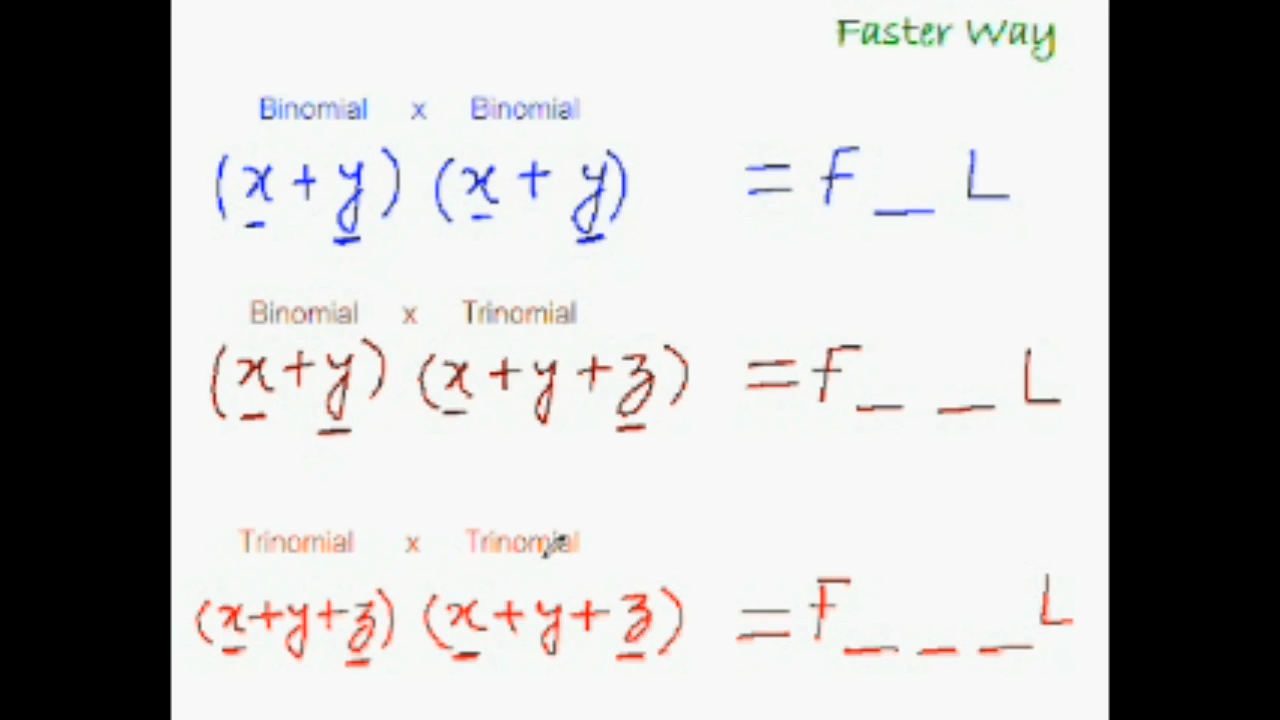 Faster Way
Binomial x Binomial
(x + y) (x + y) = F _ L
Binomial x Trinomial
(x + y) (x + y + z) = F _ _ L
Trinomial x Trinomial
(x + y + z) (x + y + z) = F _ _ _ L